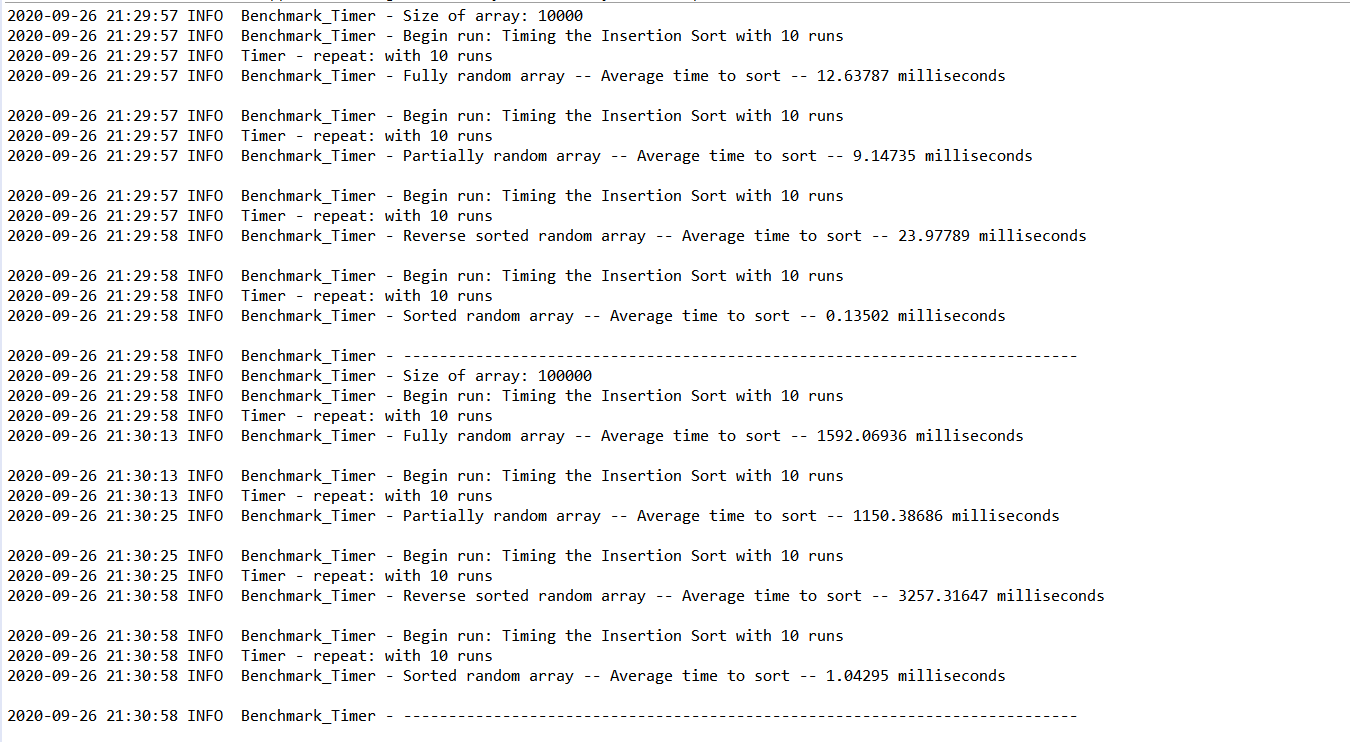 2020-09-26 21:29:57 INFO  Benchmark_Timer - Size of array: 10000
2020-09-26 21:29:57 INFO  Benchmark_Timer - Begin run: Timing the Insertion Sort with 10 runs
2020-09-26 21:29:57 INFO  Timer - repeat: with 10 runs
2020-09-26 21:29:57 INFO  Benchmark_Timer - Fully random array -- Average time to sort -- 12.63787 milliseconds
2020-09-26 21:29:57 INFO  Benchmark_Timer - Begin run: Timing the Insertion Sort with 10 runs
2020-09-26 21:29:57 INFO  Timer - repeat: with 10 runs
2020-09-26 21:29:57 INFO  Benchmark_Timer - Partially random array -- Average time to sort -- 9.14735 milliseconds
2020-09-26 21:29:57 INFO  Benchmark_Timer - Begin run: Timing the Insertion Sort with 10 runs
2020-09-26 21:29:57 INFO  Timer - repeat: with 10 runs
2020-09-26 21:29:58 INFO  Benchmark_Timer - Reverse sorted random array -- Average time to sort -- 23.97789 milliseconds
2020-09-26 21:29:58 INFO  Benchmark_Timer - Begin run: Timing the Insertion Sort with 10 runs
2020-09-26 21:29:58 INFO  Timer - repeat: with 10 runs
2020-09-26 21:29:58 INFO  Benchmark_Timer - Sorted random array -- Average time to sort -- 0.13502 milliseconds
2020-09-26 21:29:58 INFO  Benchmark_Timer - ---------------------------------------------------------------------------
2020-09-26 21:29:58 INFO  Benchmark_Timer - Size of array: 100000
2020-09-26 21:29:58 INFO  Benchmark_Timer - Begin run: Timing the Insertion Sort with 10 runs
2020-09-26 21:29:58 INFO  Timer - repeat: with 10 runs
2020-09-26 21:30:13 INFO  Benchmark_Timer - Fully random array -- Average time to sort -- 1592.06936 milliseconds
2020-09-26 21:30:13 INFO  Benchmark_Timer - Begin run: Timing the Insertion Sort with 10 runs
2020-09-26 21:30:13 INFO  Timer - repeat: with 10 runs
2020-09-26 21:30:25 INFO  Benchmark_Timer - Partially random array -- Average time to sort -- 1150.38686 milliseconds
2020-09-26 21:30:25 INFO  Benchmark_Timer - Begin run: Timing the Insertion Sort with 10 runs
2020-09-26 21:30:25 INFO  Timer - repeat: with 10 runs
2020-09-26 21:30:58 INFO  Benchmark_Timer - Reverse sorted random array -- Average time to sort -- 3257.31647 milliseconds
2020-09-26 21:30:58 INFO  Benchmark_Timer - Begin run: Timing the Insertion Sort with 10 runs
2020-09-26 21:30:58 INFO  Timer - repeat: with 10 runs
2020-09-26 21:30:58 INFO  Benchmark_Timer - Sorted random array -- Average time to sort -- 1.04295 milliseconds
2020-09-26 21:30:58 INFO  Benchmark_Timer - ---------------------------------------------------------------------------